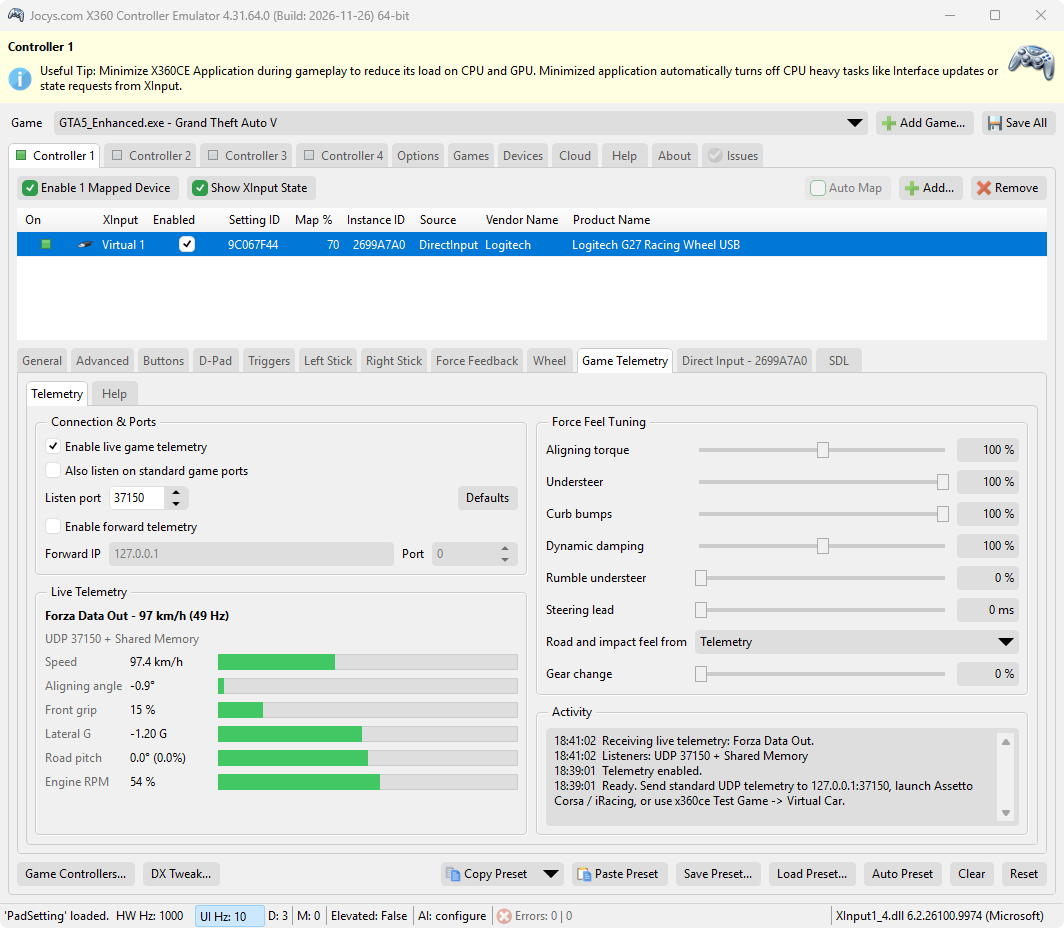 Jocys.com X360 Controller Emulator 4.31.64.0 (Build: 2026-11-26) 64-bit
Controller 1
Useful Tip: Minimize X360CE Application during gameplay to reduce its load on CPU and GPU. Minimized application automatically turns off CPU heavy tasks like Interface updates or
state requests from XInput.
Game GTA5_Enhanced.exe - Grand Theft Auto V Add Game... Save All
Controller 1 Controller 2 Controller 3 Controller 4 Options Games Devices Cloud Help About Issues
Enable 1 Mapped Device Show XInput State Auto Map Add... Remove
On XInput Enabled Setting ID Map % Instance ID Source Vendor Name Product Name
Virtual 1 9C067F44 70 2699A7A0 DirectInput Logitech Logitech G27 Racing Wheel USB
General Advanced Buttons D-Pad Triggers Left Stick Right Stick Force Feedback Wheel Game Telemetry Direct Input - 2699A7A0 SDL
Telemetry Help
Connection & Ports
Enable live game telemetry
Also listen on standard game ports
Listen port 37150 Defaults
Enable forward telemetry
Forward IP 127.0.0.1 Port 0
Live Telemetry
Forza Data Out - 97 km/h (49 Hz)
UDP 37150 + Shared Memory
Speed 97.4 km/h
Aligning angle -0.9°
Front grip 15 %
Lateral G -1.20 G
Road pitch 0.0° (0.0%)
Engine RPM 54 %
Force Feel Tuning
Aligning torque 100 %
Understeer 100 %
Curb bumps 100 %
Dynamic damping 100 %
Rumble understeer 0 %
Steering lead 0 ms
Road and impact feel from Telemetry
Gear change 0 %
Activity
18:41:02 Receiving live telemetry: Forza Data Out.
18:41:02 Listeners: UDP 37150 + Shared Memory
18:39:01 Telemetry enabled.
18:39:01 Ready. Send standard UDP telemetry to 127.0.0.1:37150, launch Assetto
Corsa / iRacing, or use x360ce Test Game -> Virtual Car.
Game Controllers... DX Tweak... Copy Preset Paste Preset Save Preset... Load Preset... Auto Preset Clear Reset
'PadSetting' loaded. HW Hz: 1000 UI Hz: 10 D: 3 M: 0 Elevated: False AI: configure Errors: 0 | 0 XInput1_4.dll 6.2.26100.9974 (Microsoft)